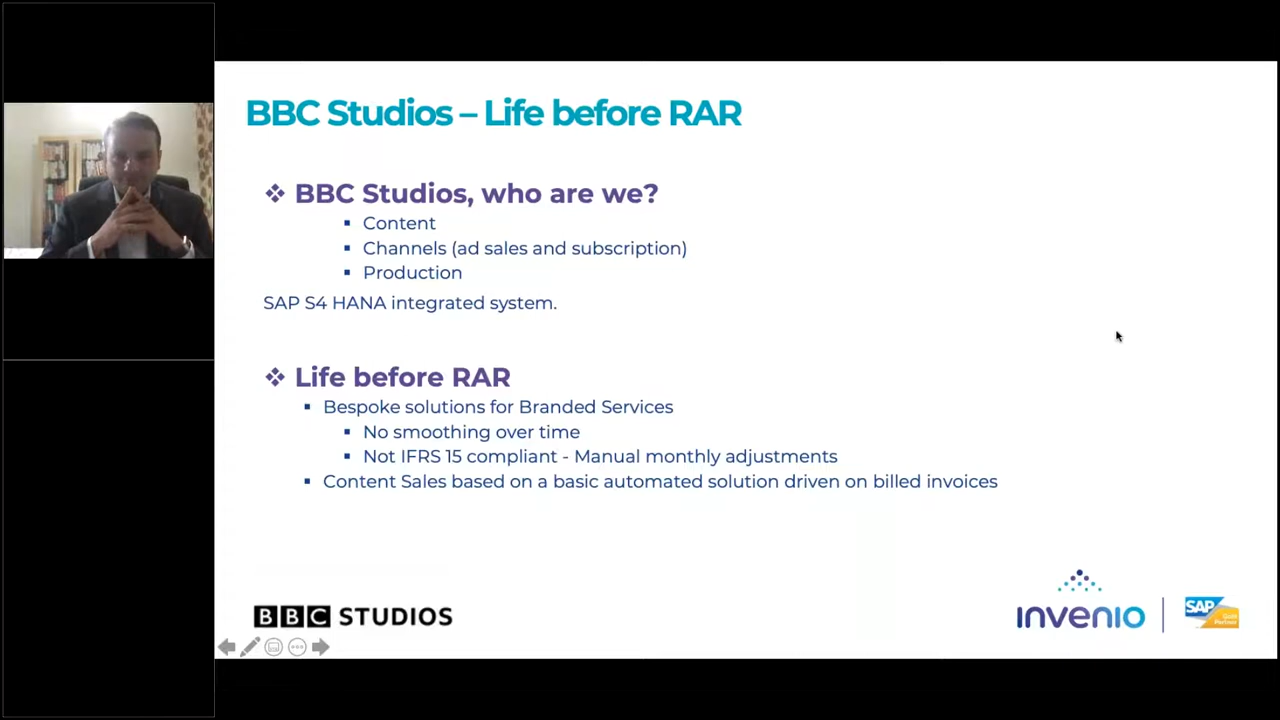 BBC Studios – Life before RAR
❖ BBC Studios, who are we?
▪ Content
▪ Channels (ad sales and subscription)
▪ Production
SAP S4 HANA integrated system.
❖ Life before RAR
▪ Bespoke solutions for Branded Services
▪ No smoothing over time
▪ Not IFRS 15 compliant - Manual monthly adjustments
▪ Content Sales based on a basic automated solution driven on billed invoices
BBC STUDIOS
invenio
SAP
Gold
Partner